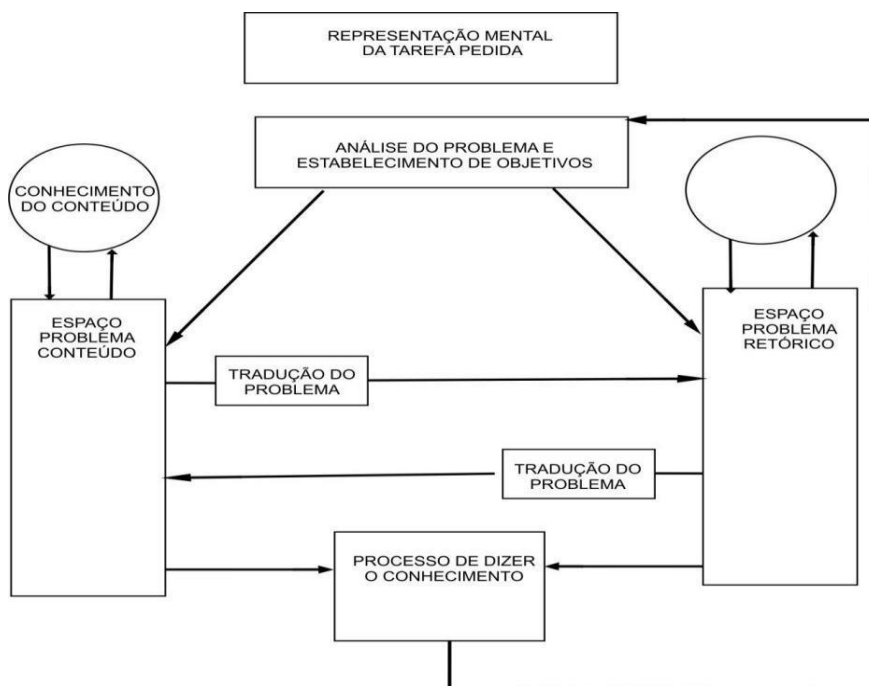 REPRESENTAÇÃO MENTAL
DA TAREFA PEDIDA
ANÁLISE DO PROBLEMA E
ESTABELECIMENTO DE OBJETIVOS
CONHECIMENTO
DO CONTEÚDO
ESPAÇO
PROBLEMA
CONTEÚDO
ESPAÇO
PROBLEMA
RETÓRICO
TRADUÇÃO DO
PROBLEMA
TRADUÇÃO DO
PROBLEMA
PROCESSO DE DIZER
O CONHECIMENTO